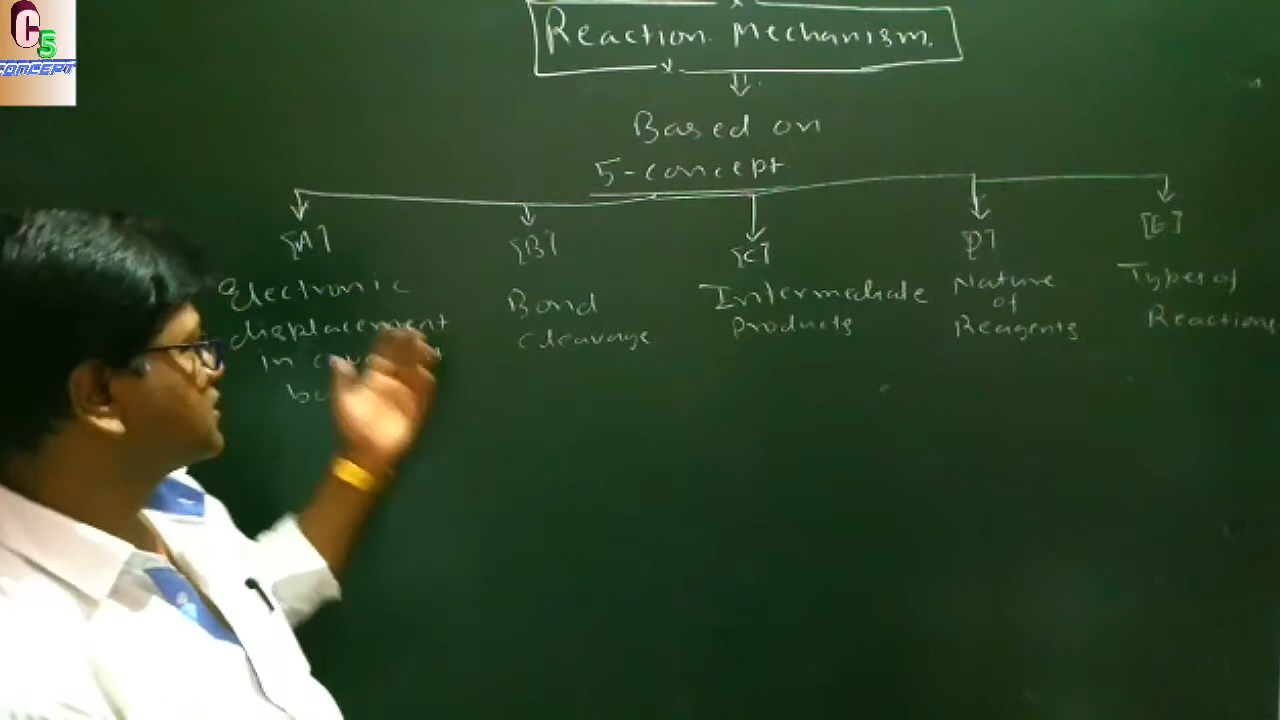 C5
CONCEPT
Reaction Mechanism.
Based on
5-concept
[A]
Electronic
displacement
in
[B]
Bond
cleavage
[C]
Intermediate
Products
[D]
Nature
of
Reagents
[E]
Types of
Reactions